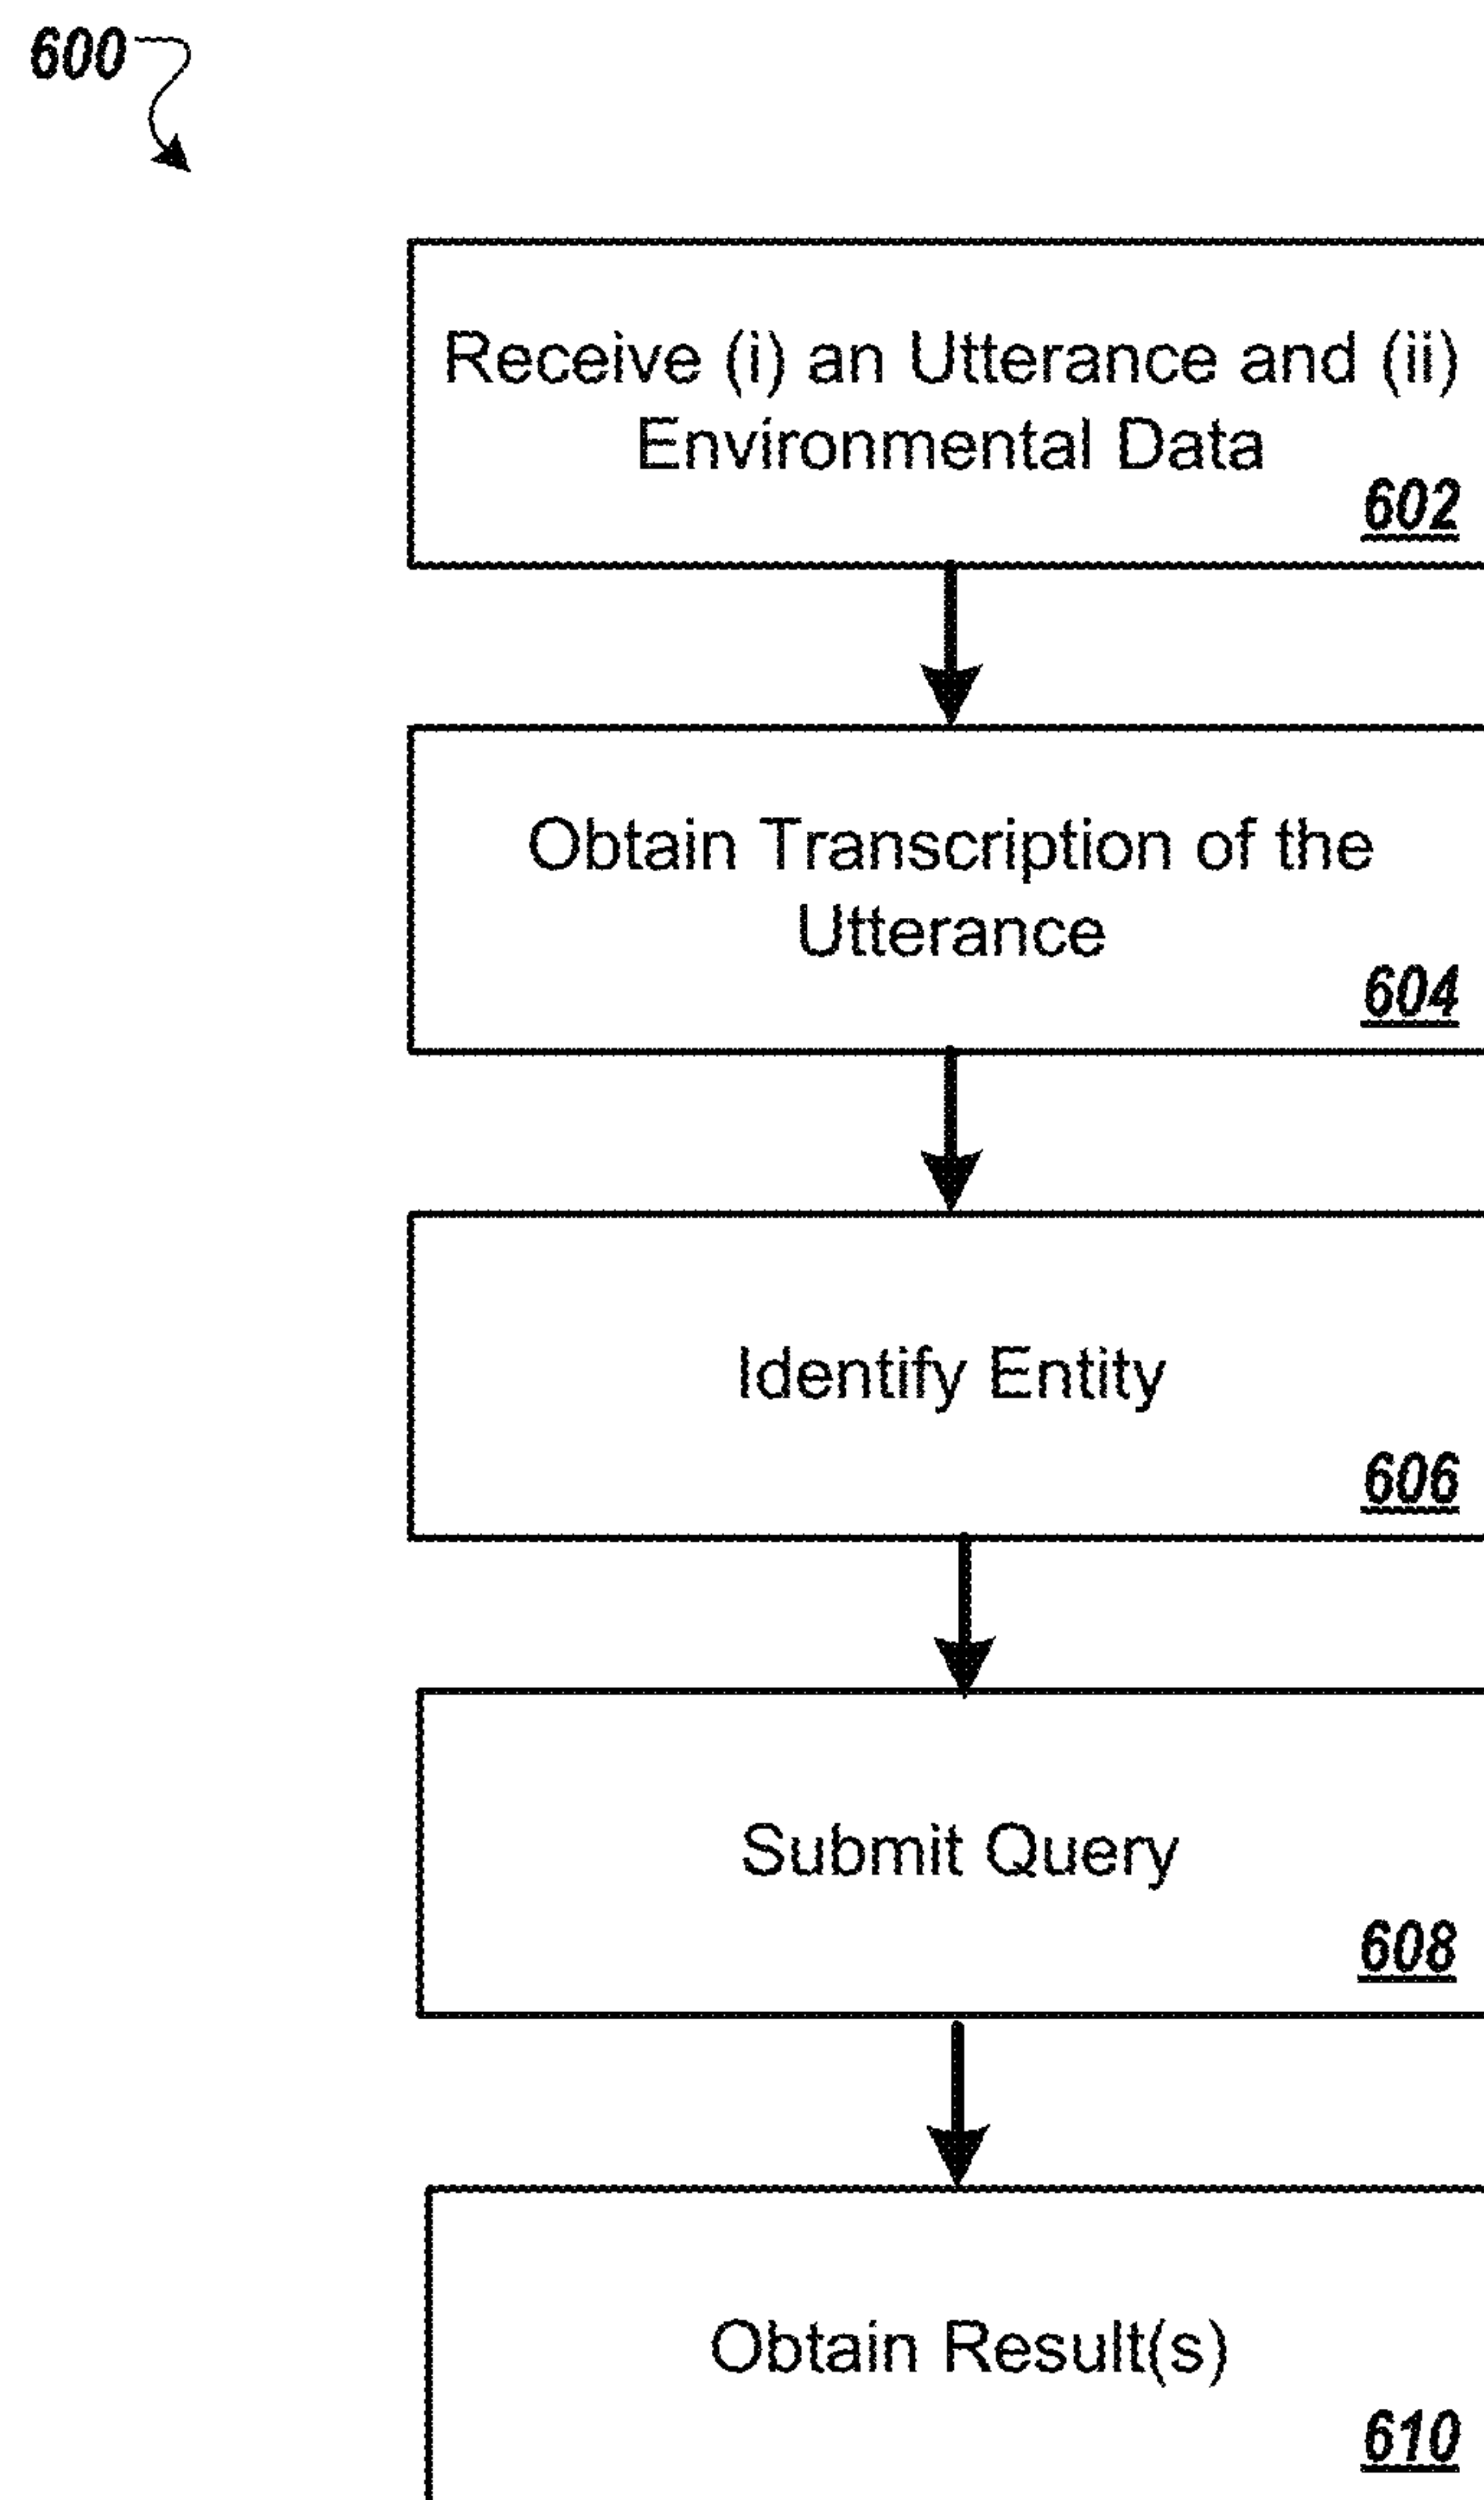 600
Receive (i) an Utterance and (ii)
Environmental Data
602
Obtain Transcription of the
Utterance
604
Identify Entity
606
Submit Query
608
Obtain Result(s)
610